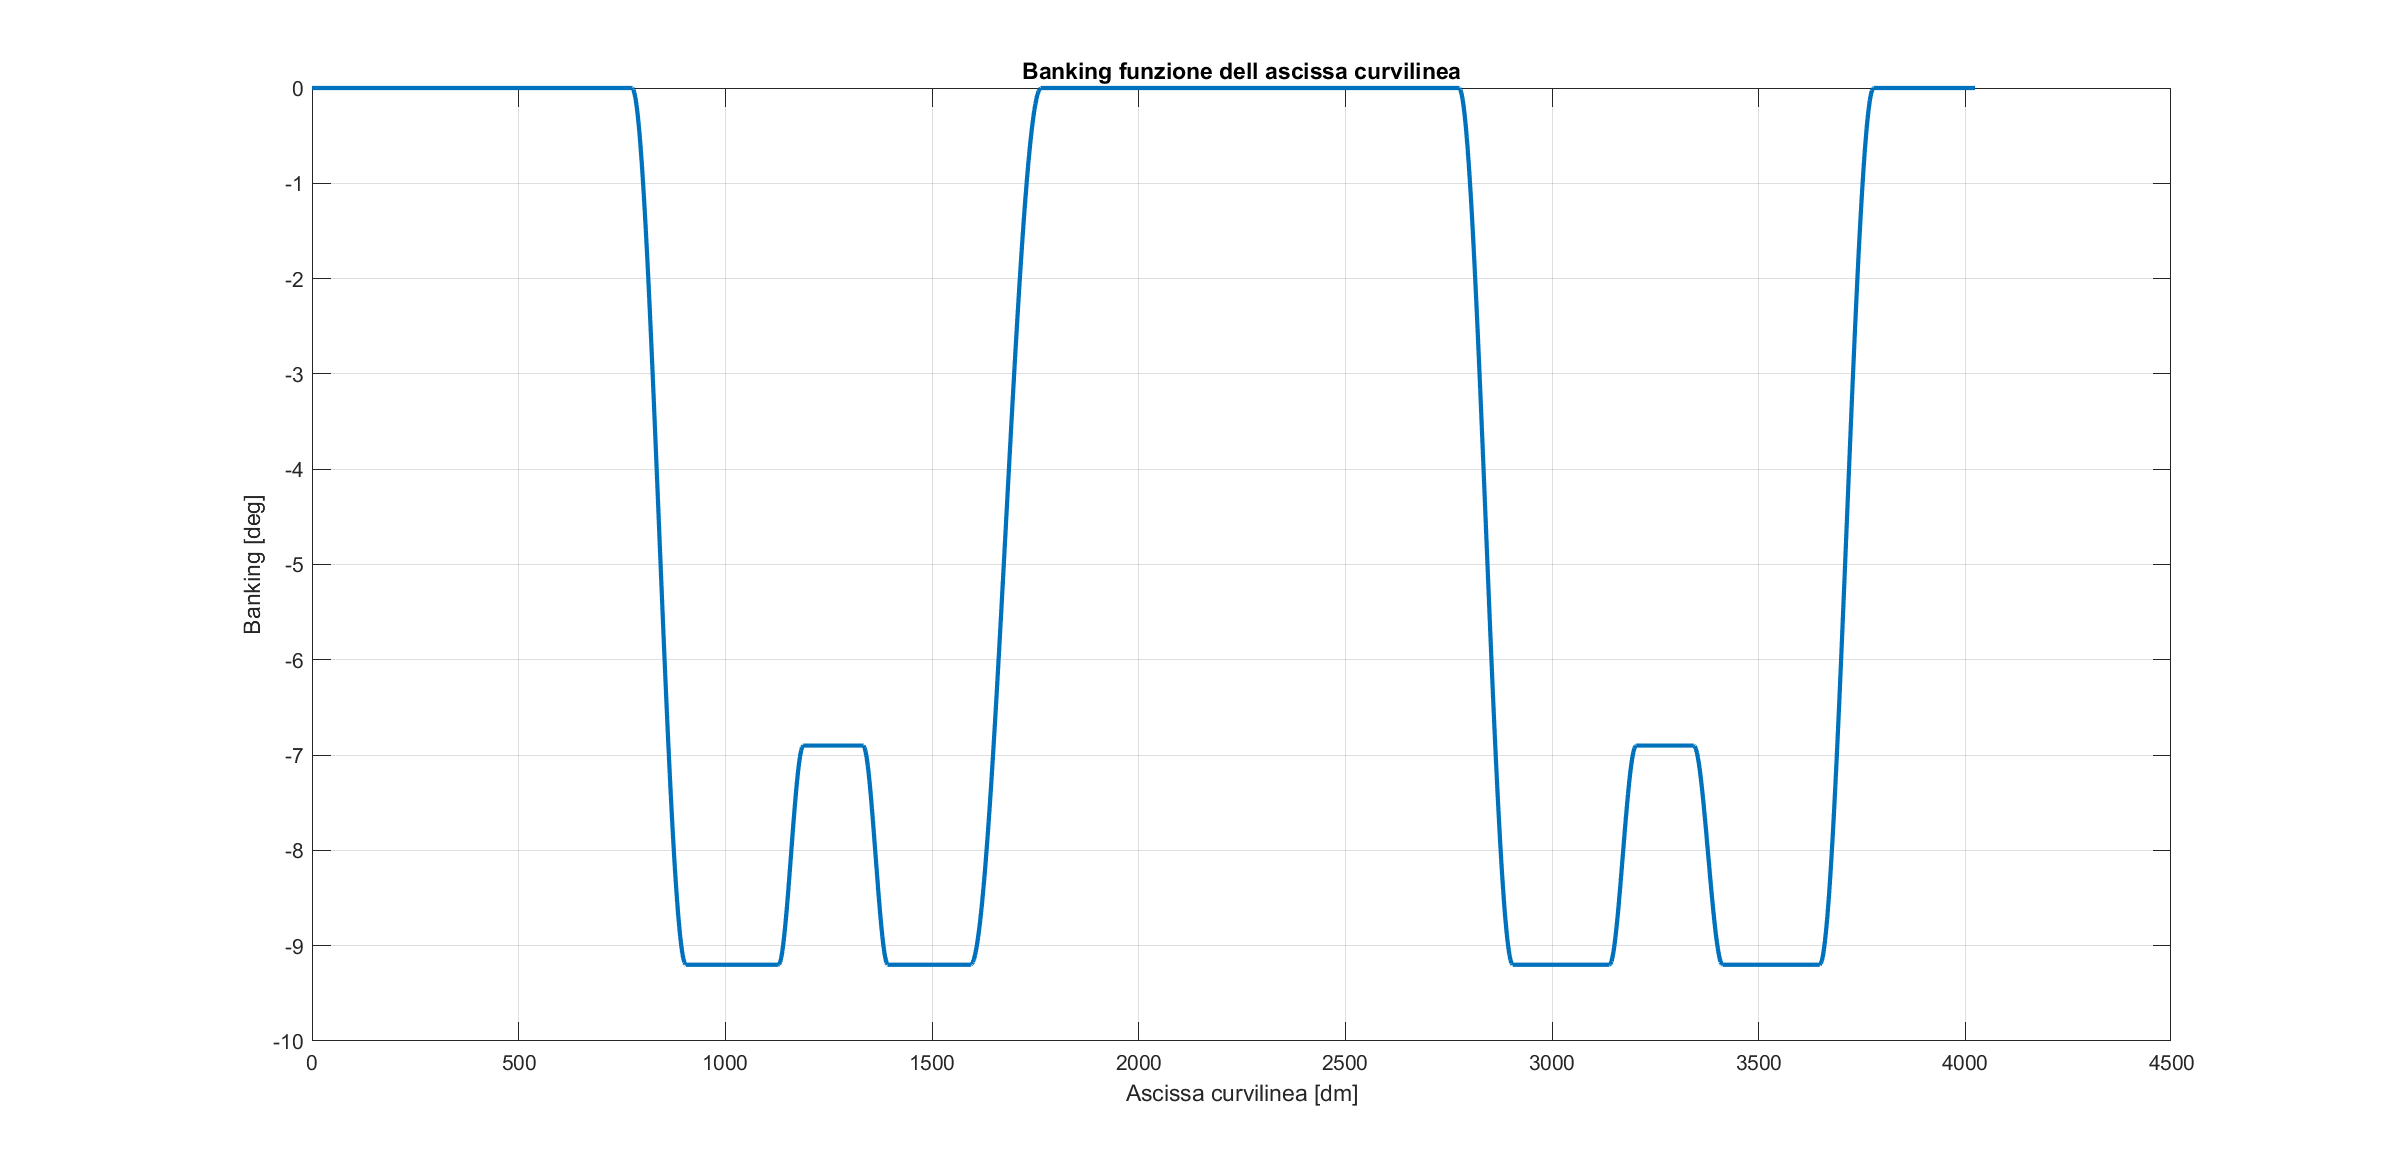 Banking funzione dell ascissa curvilinea
0
-1
-2
-3
-4
-5
-6
-7
-8
-9
-10
Banking [deg]
0 500 1000 1500 2000 2500 3000 3500 4000 4500
Ascissa curvilinea [dm]